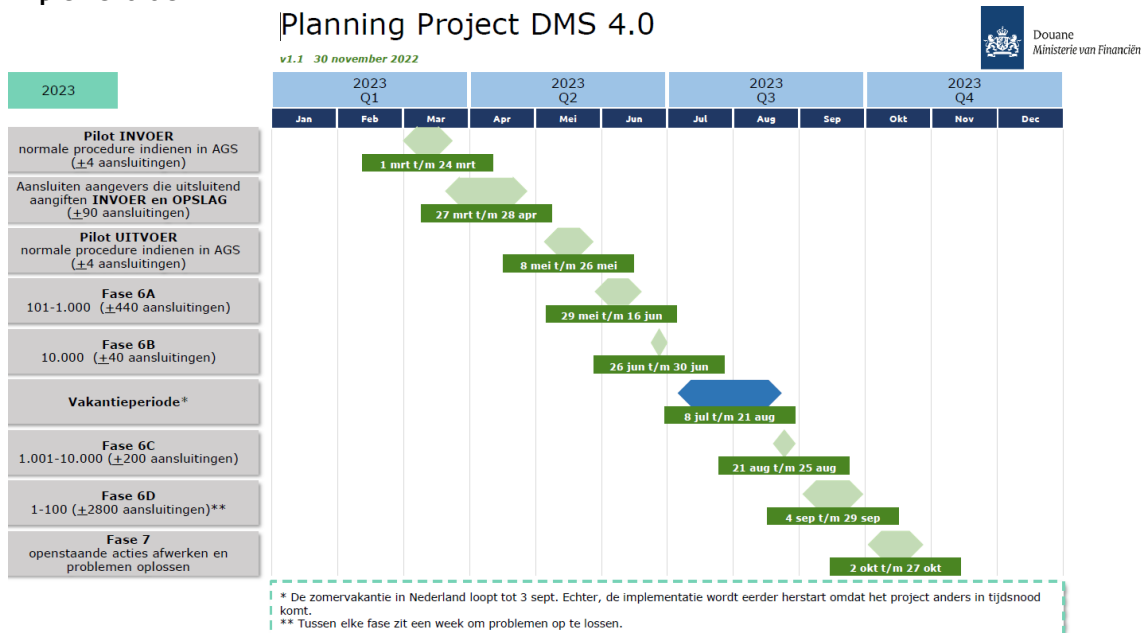 Planning Project DMS 4.0
v1.1 30 november 2022
Douane
Ministerie van Financiën
2023
2023
Q1
2023
Q2
2023
Q3
2023
Q4
Jan Feb Mar Apr Mei Jun Jul Aug Sep Okt Nov Dec
Pilot INVOER
normale procedure indienen in AGS
(+4 aansluitingen)
1 mrt t/m 24 mrt
Aansluiten aangevers die uitsluitend
aangiften INVOER en OPSLAG
(+90 aansluitingen)
27 mrt t/m 28 apr
Pilot UITVOER
normale procedure indienen in AGS
(+4 aansluitingen)
8 mei t/m 26 mei
Fase 6A
101-1.000 (+440 aansluitingen)
29 mei t/m 16 jun
Fase 6B
10.000 (+40 aansluitingen)
26 jun t/m 30 jun
Vakantieperiode*
8 jul t/m 21 aug
Fase 6C
1.001-10.000 (+200 aansluitingen)
21 aug t/m 25 aug
Fase 6D
1-100 (+2800 aansluitingen)**
4 sep t/m 29 sep
Fase 7
openstaande acties afwerken en
problemen oplossen
2 okt t/m 27 okt
* De zomervakantie in Nederland loopt tot 3 sept. Echter, de implementatie wordt eerder herstart omdat het project anders in tijdsnood
komt.
** Tussen elke fase zit een week om problemen op te lossen.